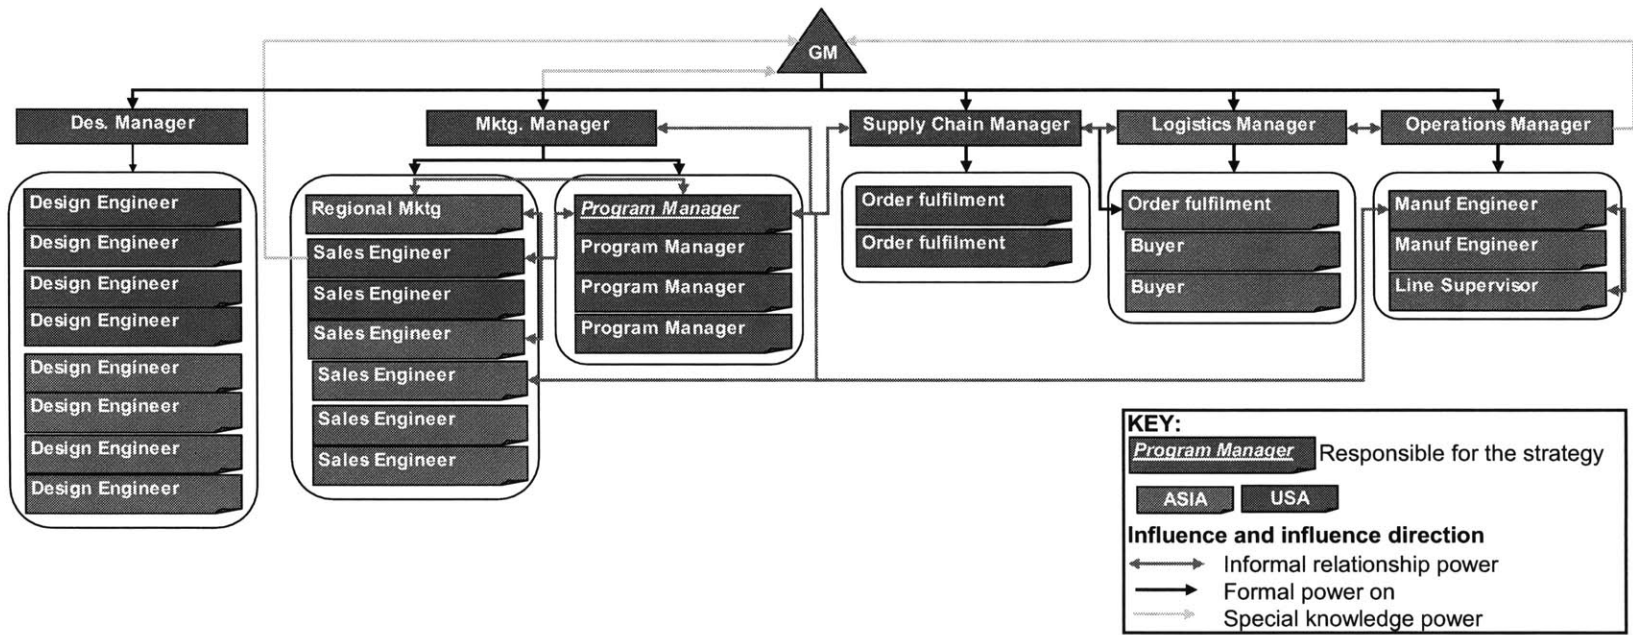 GM
Des. Manager
Mktg. Manager
Supply Chain Manager
Logistics Manager
Operations Manager
Design Engineer
Design Engineer
Design Engineer
Design Engineer
Design Engineer
Design Engineer
Design Engineer
Design Engineer
Regional Mktg
Sales Engineer
Sales Engineer
Sales Engineer
Sales Engineer
Sales Engineer
Sales Engineer
Program Manager
Program Manager
Program Manager
Program Manager
Order fulfilment
Order fulfilment
Order fulfilment
Buyer
Buyer
Manuf Engineer
Manuf Engineer
Line Supervisor
KEY:
Program Manager Responsible for the strategy
ASIA USA
Influence and influence direction
Informal relationship power
Formal power on
Special knowledge power